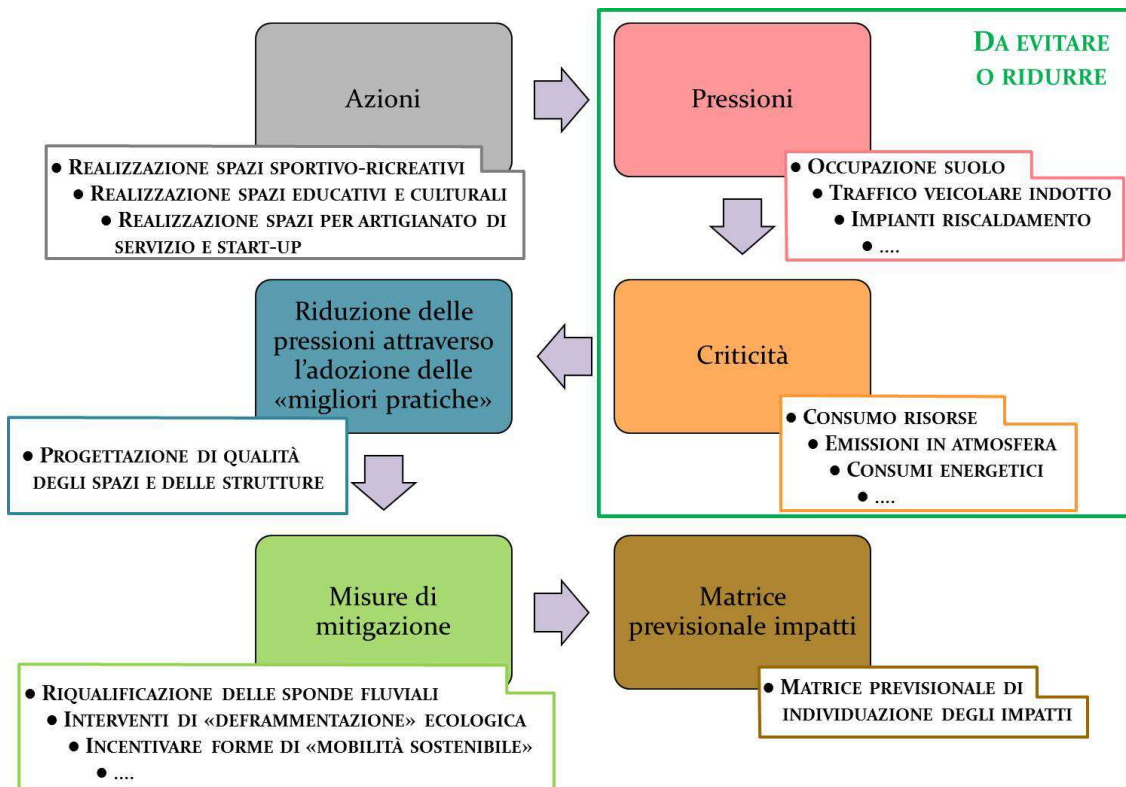 Azioni
● REALIZZAZIONE SPAZI SPORTIVO-RICREATIVI
● REALIZZAZIONE SPAZI EDUCATIVI E CULTURALI
● REALIZZAZIONE SPAZI PER ARTIGIANATO DI
SERVIZIO E START-UP
DA EVITARE
O RIDURRE
Pressioni
● OCCUPAZIONE SUOLO
● TRAFFICO VEICOLARE INDOTTO
● IMPIANTI RISCALDAMENTO
● ....
Criticità
● CONSUMO RISORSE
● EMISSIONI IN ATMOSFERA
● CONSUMI ENERGETICI
● ....
Riduzione delle
pressioni attraverso
l’adozione delle
«migliori pratiche»
● PROGETTAZIONE DI QUALITÀ
DEGLI SPAZI E DELLE STRUTTURE
Misure di
mitigazione
● RIQUALIFICAZIONE DELLE SPONDE FLUVIALI
● INTERVENTI DI «DEFRAMMENTAZIONE» ECOLOGICA
● INCENTIVARE FORME DI «MOBILITÀ SOSTENIBILE»
● ....
Matrice
previsionale impatti
● MATRICE PREVISIONALE DI
INDIVIDUAZIONE DEGLI IMPATTI